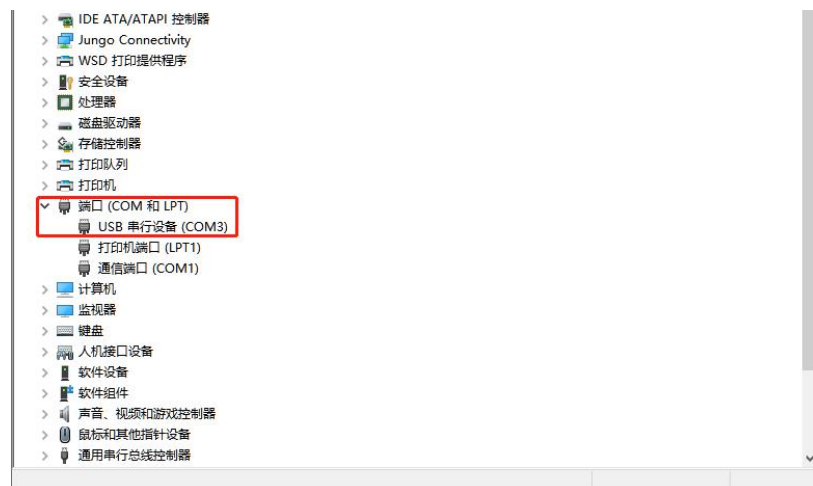 IDE ATA/ATAPI 控制器
Jungo Connectivity
WSD 打印提供程序
安全设备
处理器
磁盘驱动器
存储控制器
打印队列
打印机
端口 (COM 和 LPT)
USB 串行设备 (COM3)
打印机端口 (LPT1)
通信端口 (COM1)
计算机
监视器
键盘
人机接口设备
软件设备
软件组件
声音、视频和游戏控制器
鼠标和其他指针设备
通用串行总线控制器